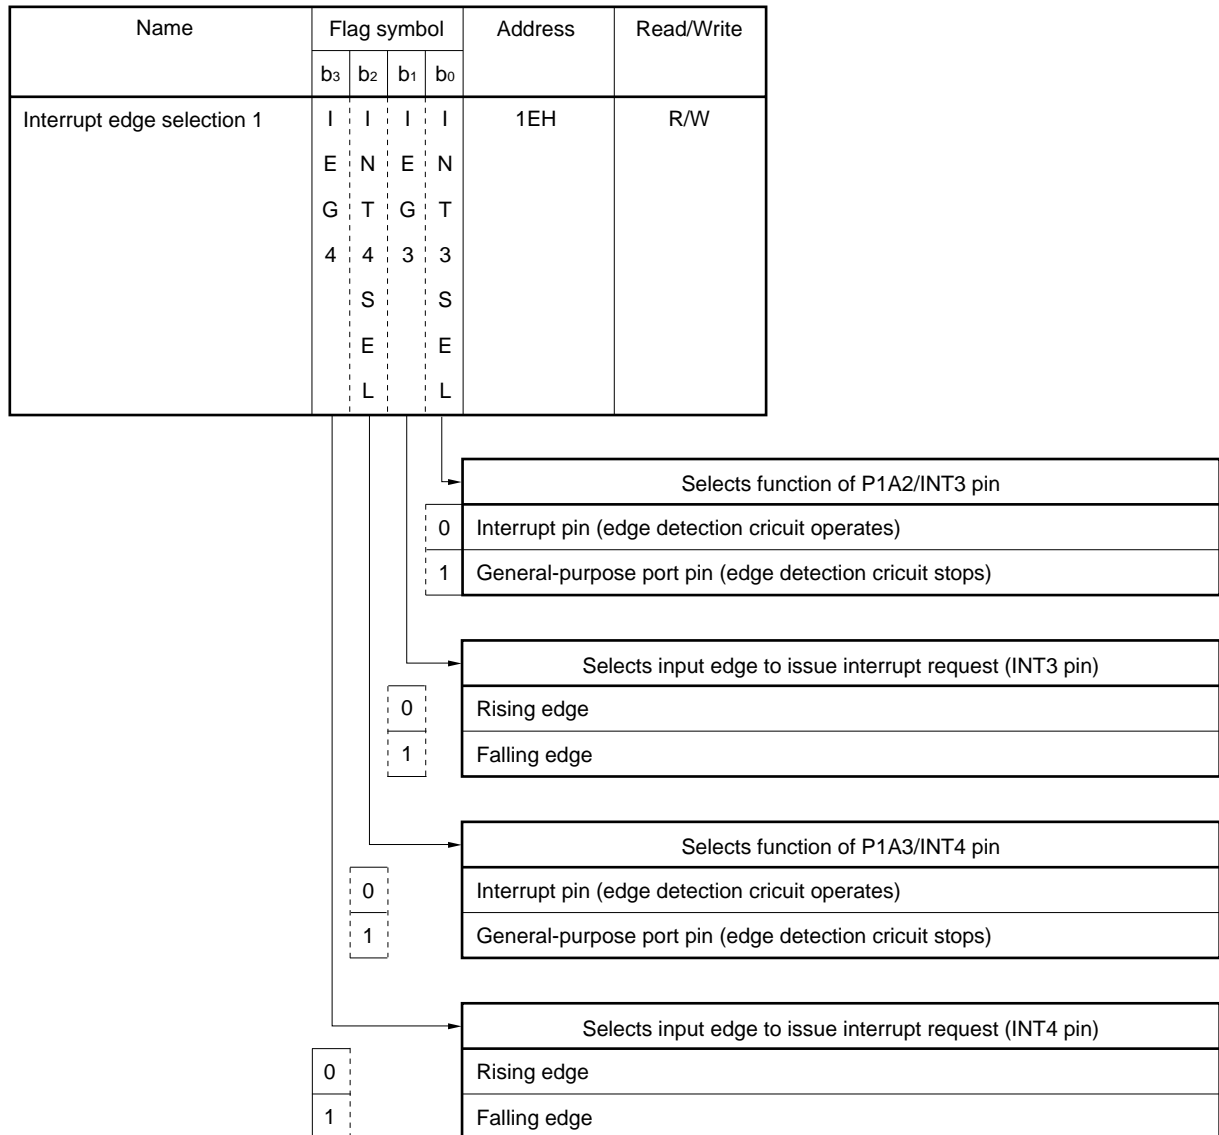 Name Flag symbol Address Read/Write
b3 b2 b1 b0
Interrupt edge selection 1 I I I I 1EH R/W
E N E N
G T G T
4 4 3 3
S S
E E
L L
Selects function of P1A2/INT3 pin
0 Interrupt pin (edge detection cricuit operates)
1 General-purpose port pin (edge detection cricuit stops)
Selects input edge to issue interrupt request (INT3 pin)
0 Rising edge
1 Falling edge
Selects function of P1A3/INT4 pin
0 Interrupt pin (edge detection cricuit operates)
1 General-purpose port pin (edge detection cricuit stops)
Selects input edge to issue interrupt request (INT4 pin)
0 Rising edge
1 Falling edge